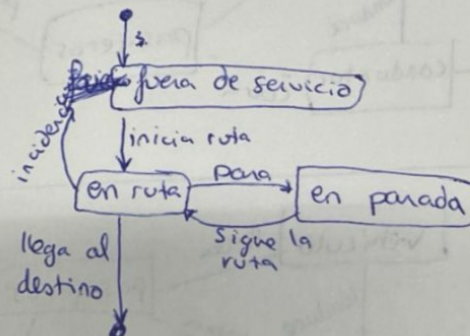 fuera de servicio
inicia ruta
incidencia
en ruta
para
en parada
sigue la
ruta
llega al
destino